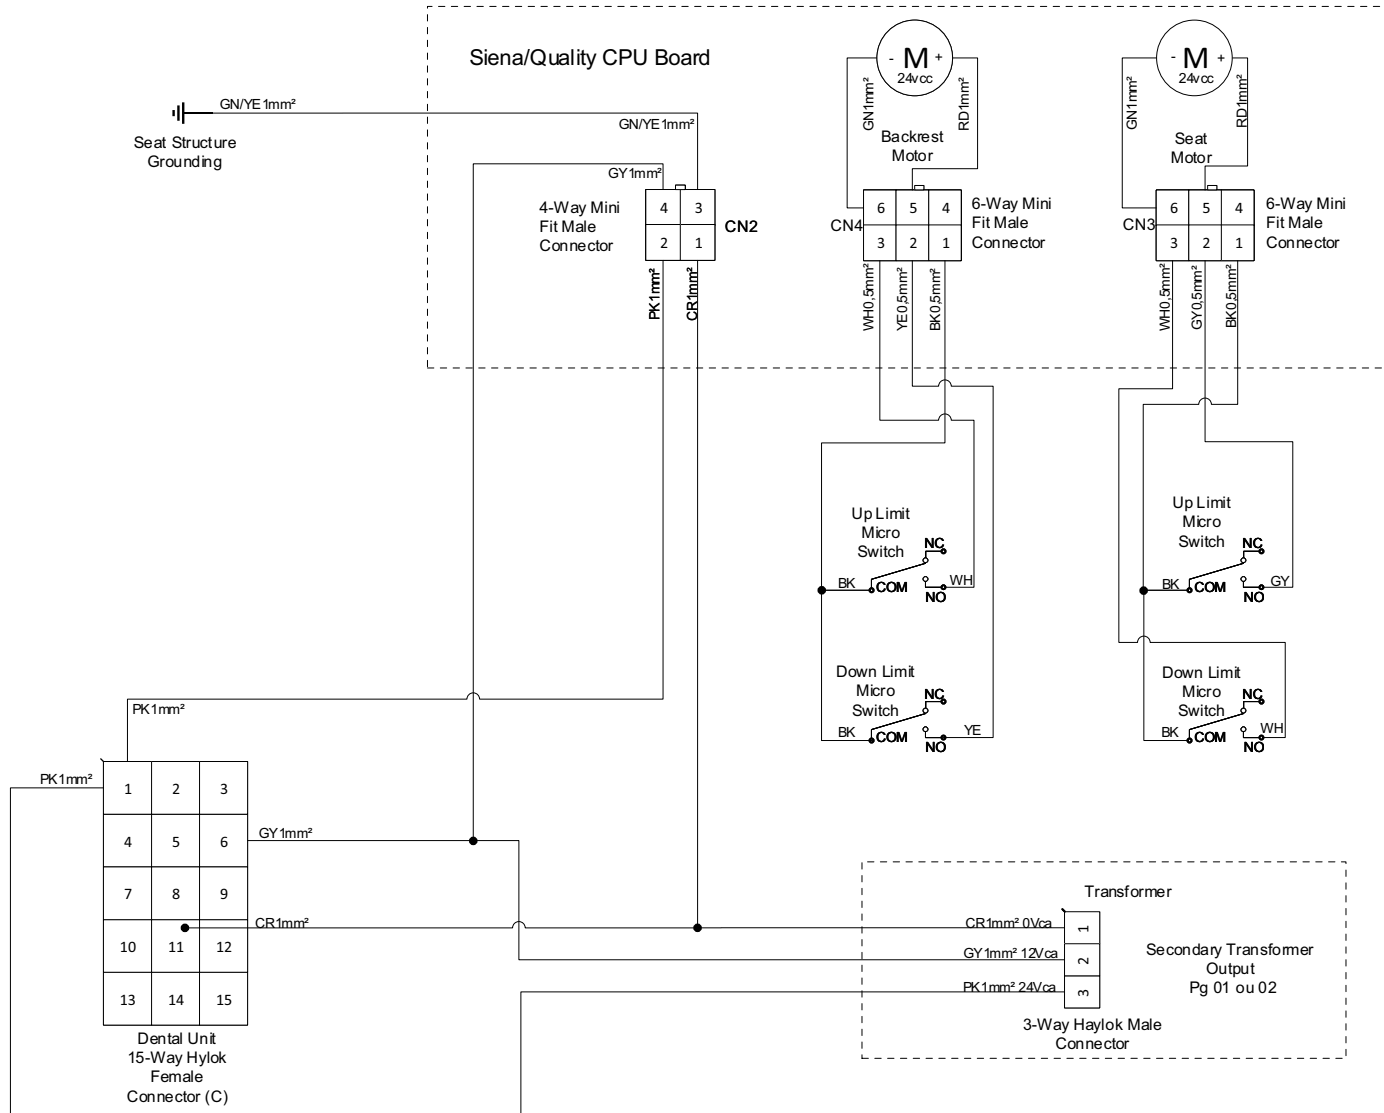 Siena/Quality CPU Board
- M +
24vcc
- M +
24vcc
GN1mm²
RD1mm²
GN1mm²
RD1mm²
Backrest
Motor
Seat
Motor
GN/YE1mm²
GN/YE1mm²
Seat Structure
Grounding
GY1mm²
4-Way Mini
Fit Male
Connector
4 3
2 1
CN2
CN4
6 5 4
3 2 1
6-Way Mini
Fit Male
Connector
CN3
6 5 4
3 2 1
6-Way Mini
Fit Male
Connector
PK1mm²
CR1mm²
WH0,5mm²
YE0,5mm²
BK0,5mm²
WH0,5mm²
GY0,5mm²
BK0,5mm²
Up Limit
Micro
Switch
NC
BK
COM
WH
NO
Up Limit
Micro
Switch
NC
BK
COM
GY
NO
Down Limit
Micro
Switch
NC
BK
COM
YE
NO
Down Limit
Micro
Switch
NC
BK
COM
WH
NO
PK1mm²
PK1mm²
1 2 3
4 5 6
7 8 9
10 11 12
13 14 15
GY1mm²
CR1mm²
Dental Unit
15-Way Hylok
Female
Connector (C)
Transformer
CR1mm² 0Vca
1
GY1mm² 12Vca
2
PK1mm² 24Vca
3
Secondary Transformer
Output
Pg 01 ou 02
3-Way Haylok Male
Connector